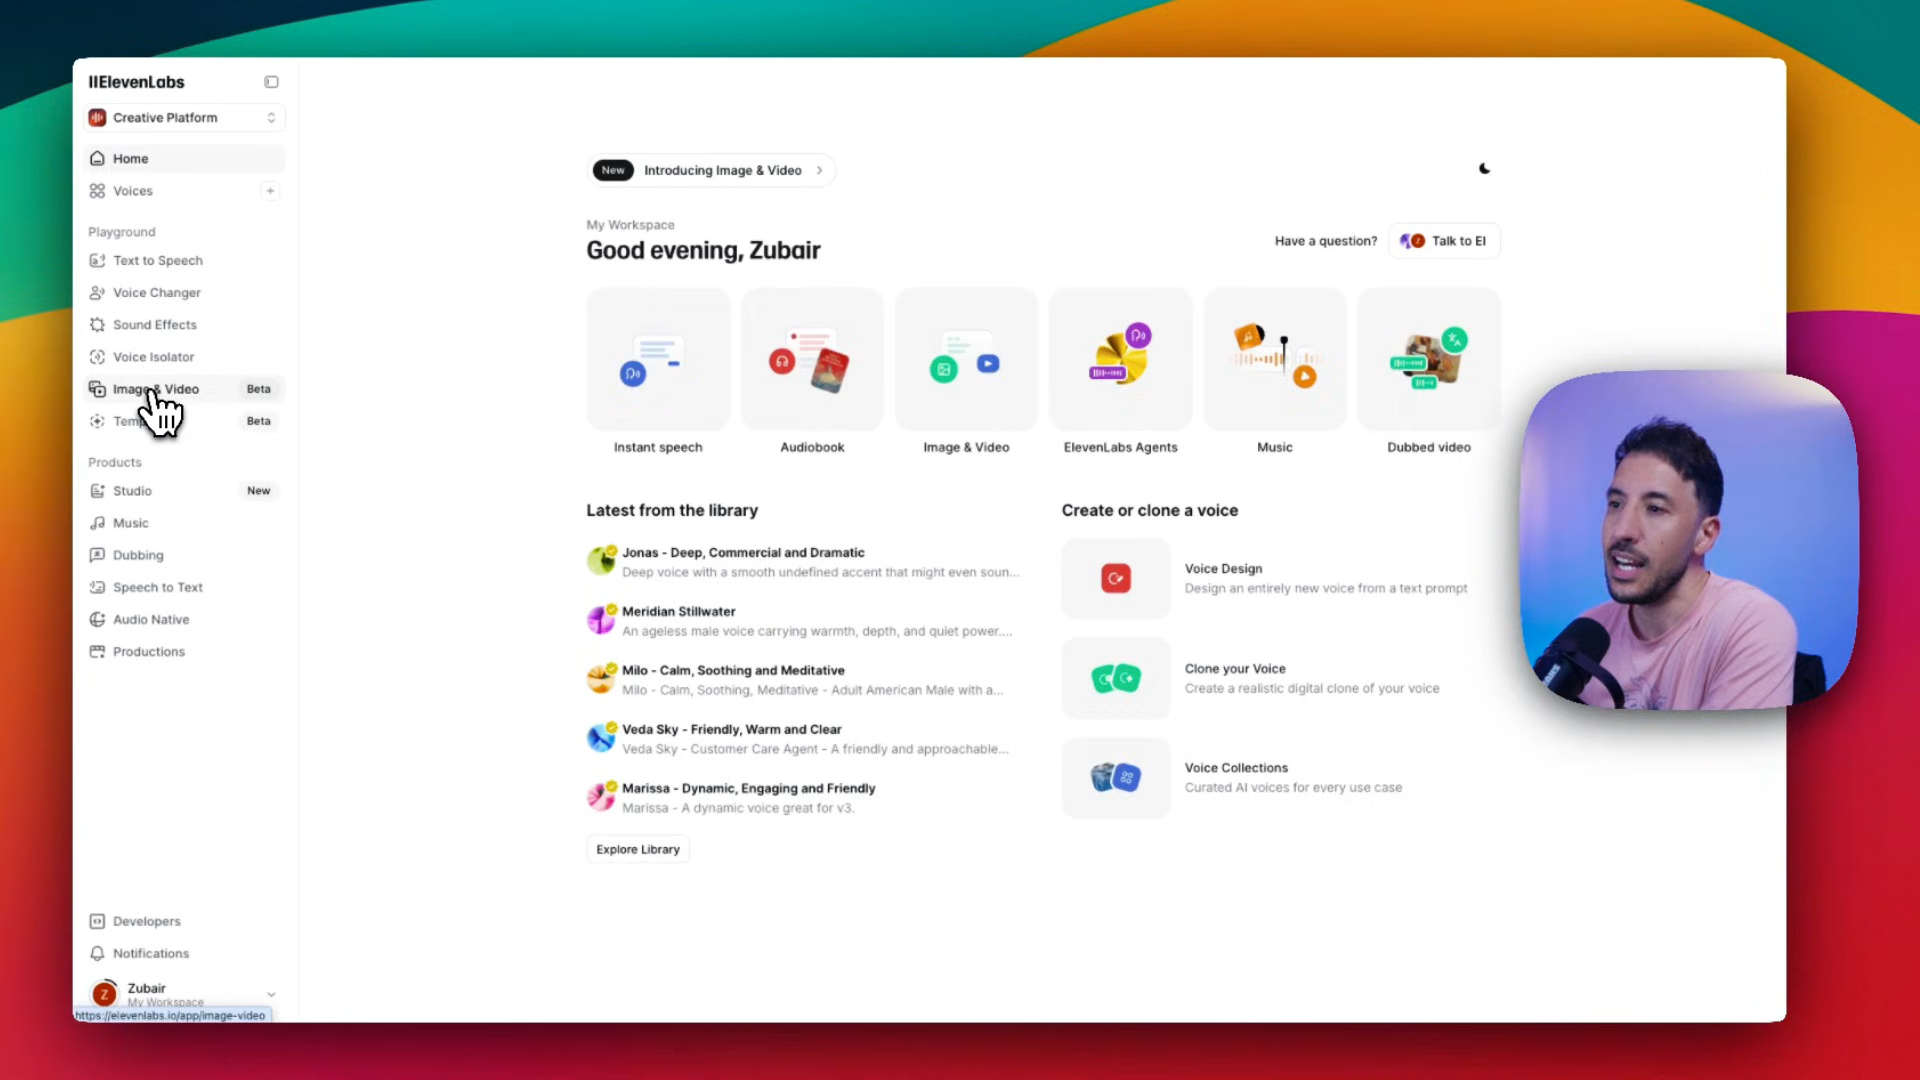 IIElevenLabs
Creative Platform
Home
Voices
Playground
Text to Speech
Voice Changer
Sound Effects
Voice Isolator
Image & Video Beta
Beta
Products
Studio New
Music
Dubbing
Speech to Text
Audio Native
Productions
Developers
Notifications
Z
Zubair
My Workspace
https://elevenlabs.io/app/image-video
New Introducing Image & Video
My Workspace
Good evening, Zubair
Have a question?
Talk to El
Instant speech
Audiobook
Image & Video
ElevenLabs Agents
Music
Dubbed video
Latest from the library
Jonas - Deep, Commercial and Dramatic
Deep voice with a smooth undefined accent that might even soun...
Meridian Stillwater
An ageless male voice carrying warmth, depth, and quiet power....
Milo - Calm, Soothing and Meditative
Milo - Calm, Soothing, Meditative - Adult American Male with a...
Veda Sky - Friendly, Warm and Clear
Veda Sky - Customer Care Agent - A friendly and approachable...
Marissa - Dynamic, Engaging and Friendly
Marissa - A dynamic voice great for v3.
Explore Library
Create or clone a voice
Voice Design
Design an entirely new voice from a text prompt
Clone your Voice
Create a realistic digital clone of your voice
Voice Collections
Curated AI voices for every use case